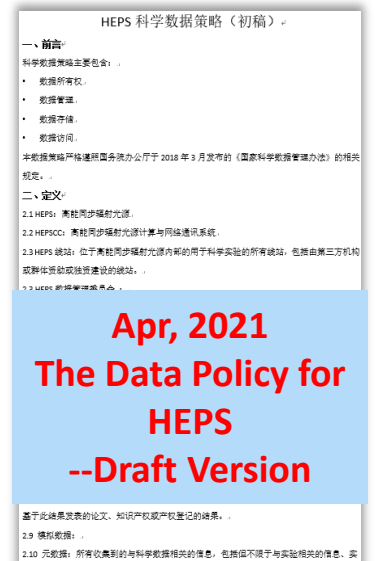 HEPS 科学数据策略（初稿）
一、前言
科学数据策略主要包含：
• 数据所有权
• 数据管理
• 数据存储
• 数据访问
本数据策略严格遵照国务院办公厅于 2018 年 3 月发布的《国家科学数据管理办法》的相关
规定。
二、定义
2.1 HEPS：高能同步辐射光源
2.2 HEPSCC：高能同步辐射光源计算与网络通讯系统
2.3 HEPS 线站：位于高能同步辐射光源内部的用于科学实验的所有线站，包括由第三方机构
或群体资助或独资建设的线站。
2.3 HEPS 数据管理委员会：
Apr, 2021
The Data Policy for
HEPS
--Draft Version
基于此结果发表的论文、知识产权或产权登记的结果。
2.9 模拟数据：
2.10 元数据：所有收集到的与科学数据相关的信息，包括但不限于与实验相关的信息、实